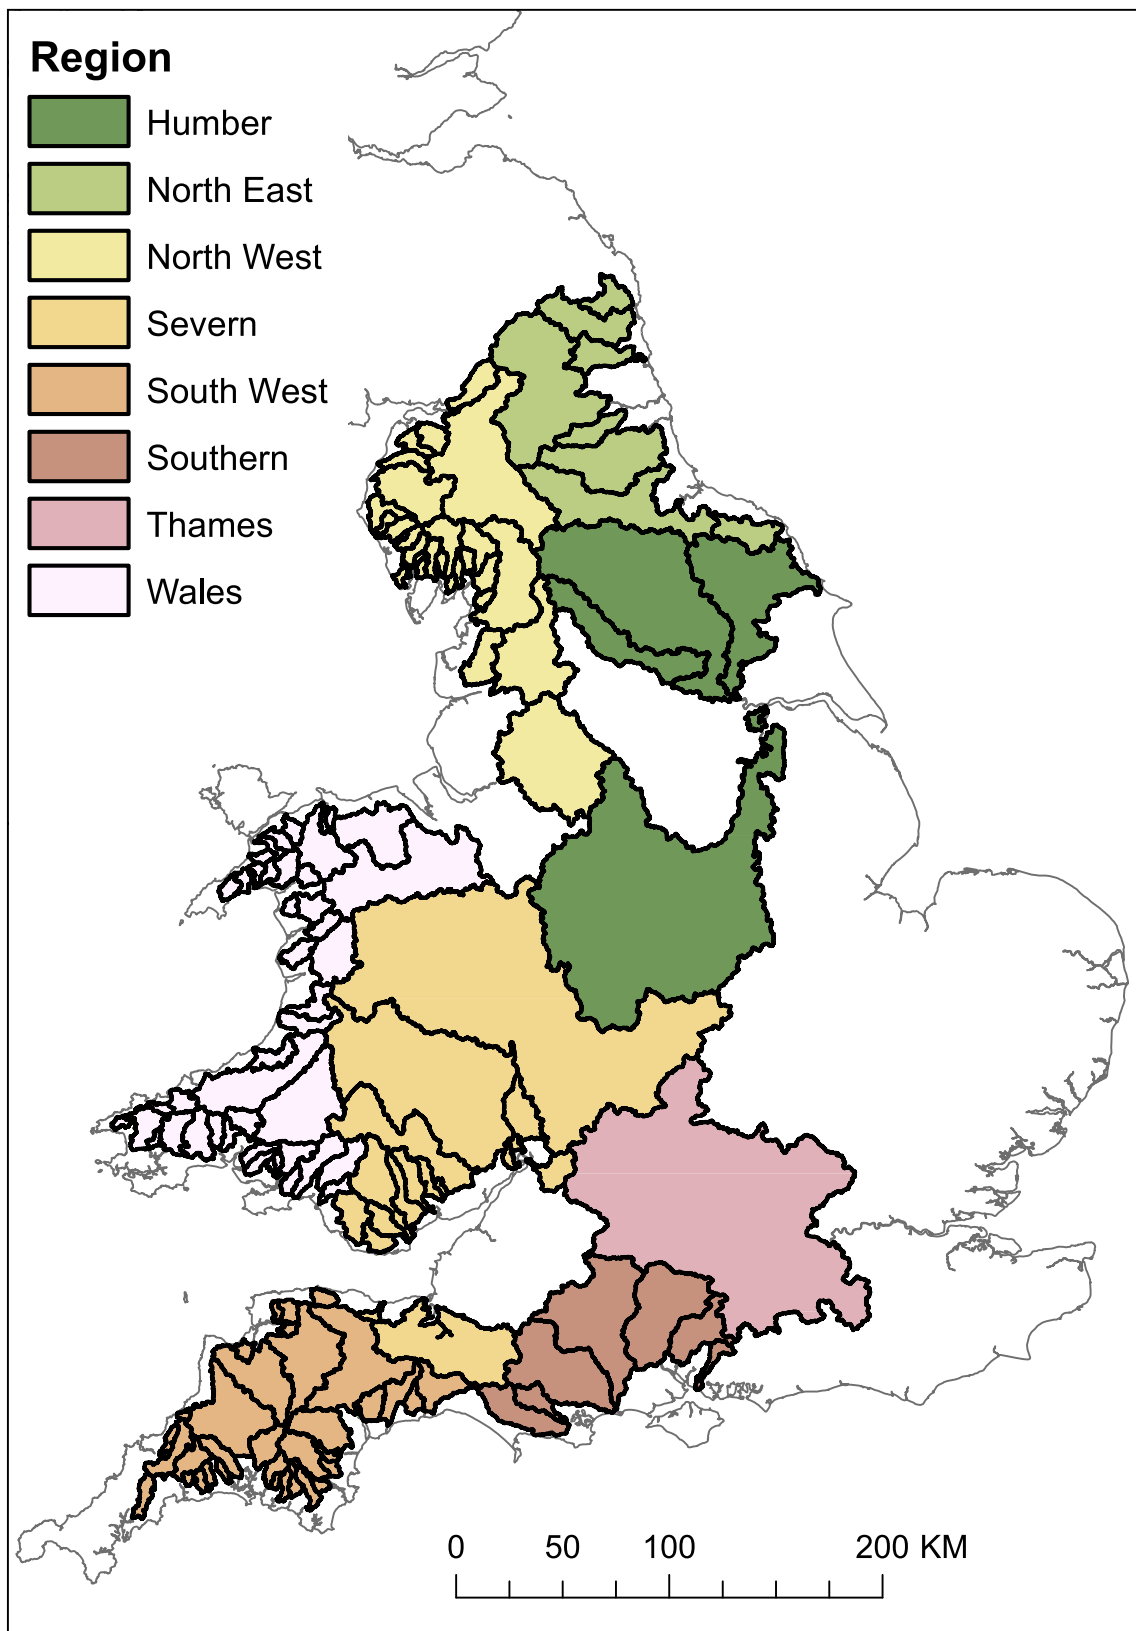 Region
Humber
North East
North West
Severn
South West
Southern
Thames
Wales
0 50 100 200 KM